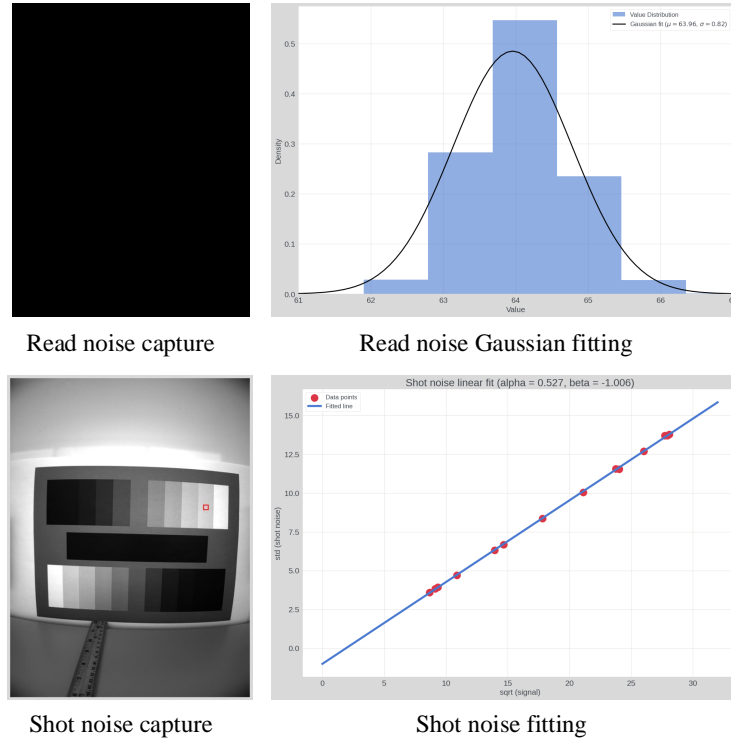 Value Distribution
Gaussian fit (μ = 63.96, σ = 0.82)
0.5
0.4
0.3
0.2
0.1
0.0
Density
61
62
63
64
65
66
Value
Read noise capture
Read noise Gaussian fitting
Shot noise linear fit (alpha = 0.527, beta = -1.006)
Data points
Fitted line
15.0
12.5
10.0
7.5
5.0
2.5
0.0
std (shot noise)
0
5
10
15
20
25
30
sqrt (signal)
Shot noise capture
Shot noise fitting